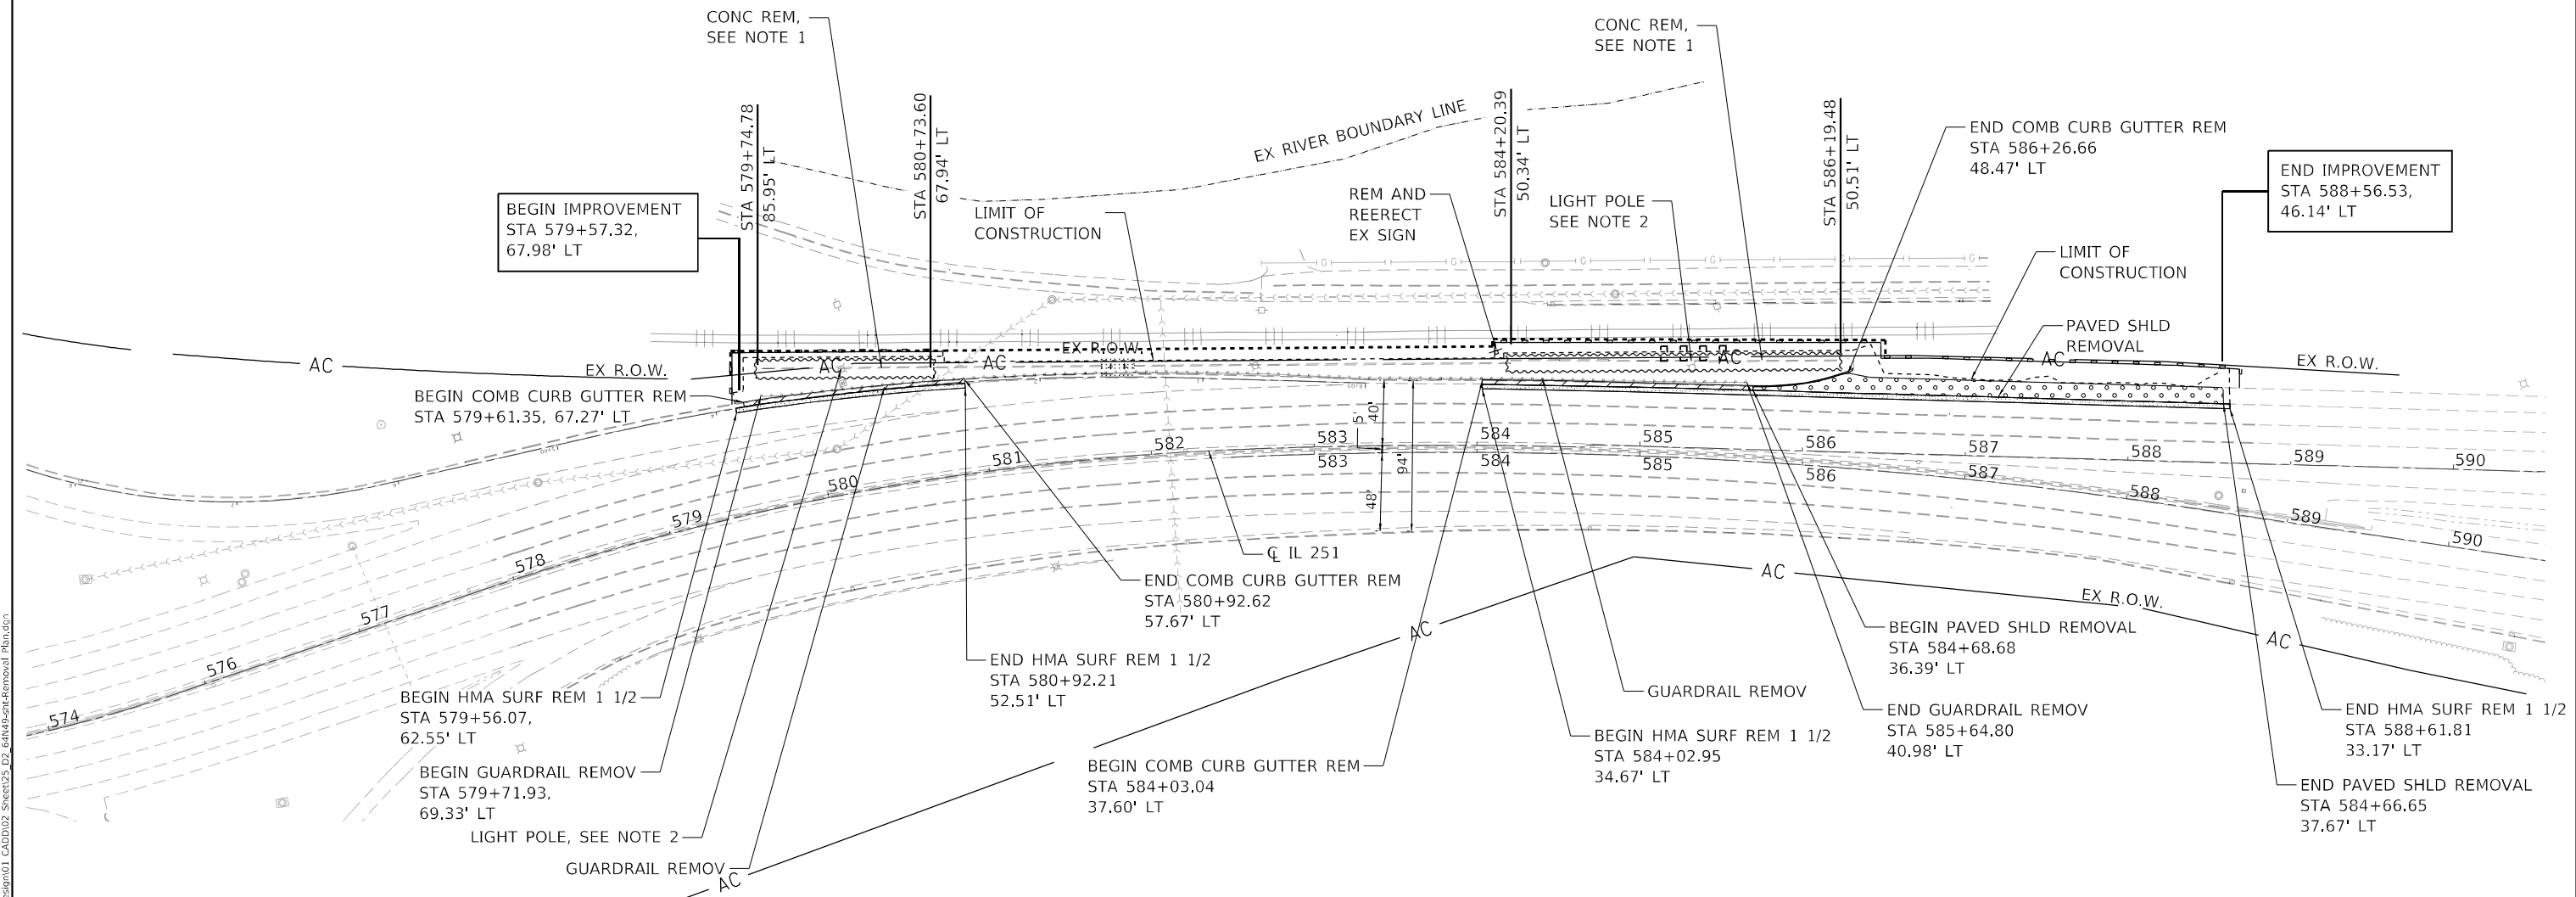 CONC REM,
SEE NOTE 1
CONC REM,
SEE NOTE 1
STA 579+74.78
85.95' LT
STA 580+73.60
67.94' LT
STA 584+20.39
50.34' LT
STA 586+19.48
50.51' LT
EX RIVER BOUNDARY LINE
END COMB CURB GUTTER REM
STA 586+26.66
48.47' LT
BEGIN IMPROVEMENT
STA 579+57.32,
67.98' LT
END IMPROVEMENT
STA 588+56.53,
46.14' LT
LIMIT OF
CONSTRUCTION
REM AND
REERECT
EX SIGN
LIGHT POLE
SEE NOTE 2
LIMIT OF
CONSTRUCTION
PAVED SHLD
REMOVAL
G
G
G
G
G
G
G
AC
EX R.O.W.
AC
AC
EX R.O.W.
AC
AC
EX R.O.W.
BEGIN COMB CURB GUTTER REM
STA 579+61.35, 67.27' LT
5'
40'
94'
48'
574
576
577
578
579
580
581
582
583
584
585
586
587
588
589
590
583
584
585
586
587
588
589
590
℄ IL 251
END COMB CURB GUTTER REM
STA 580+92.62
57.67' LT
END HMA SURF REM 1 1/2
STA 580+92.21
52.51' LT
AC
AC
EX R.O.W.
AC
AC
BEGIN HMA SURF REM 1 1/2
STA 579+56.07,
62.55' LT
BEGIN GUARDRAIL REMOV
STA 579+71.93,
69.33' LT
LIGHT POLE, SEE NOTE 2
GUARDRAIL REMOV
BEGIN COMB CURB GUTTER REM
STA 584+03.04
37.60' LT
GUARDRAIL REMOV
BEGIN HMA SURF REM 1 1/2
STA 584+02.95
34.67' LT
BEGIN PAVED SHLD REMOVAL
STA 584+68.68
36.39' LT
END GUARDRAIL REMOV
STA 585+64.80
40.98' LT
END HMA SURF REM 1 1/2
STA 588+61.81
33.17' LT
END PAVED SHLD REMOVAL
STA 584+66.65
37.67' LT